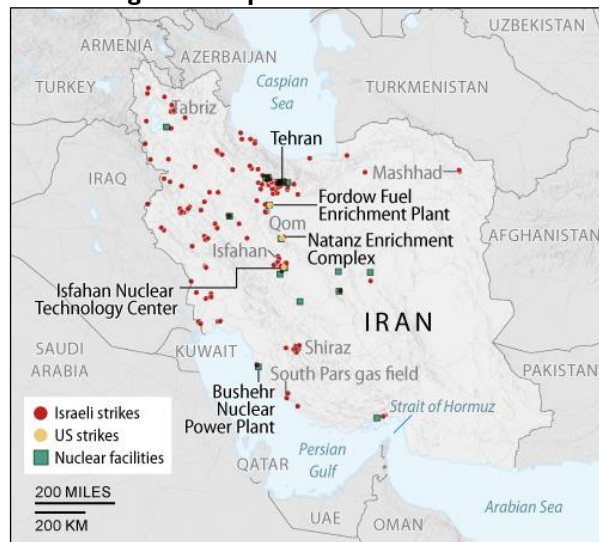 UZBEKISTAN
ARMENIA
AZERBAIJAN
TURKEY
Caspian
Sea
TURKMENISTAN
Tabriz
Tehran
Mashhad
IRAQ
Fordow Fuel
Enrichment Plant
Qom
Natanz Enrichment
Complex
AFGHANISTAN
Isfahan
Isfahan Nuclear
Technology Center
IRAN
SAUDI
ARABIA
KUWAIT
Shiraz
PAKISTAN
South Pars gas field
Bushehr
Nuclear
Power Plant
Strait of Hormuz
Israeli strikes
US strikes
Nuclear facilities
Persian
Gulf
QATAR
200 MILES
200 KM
UAE
OMAN
Arabian Sea